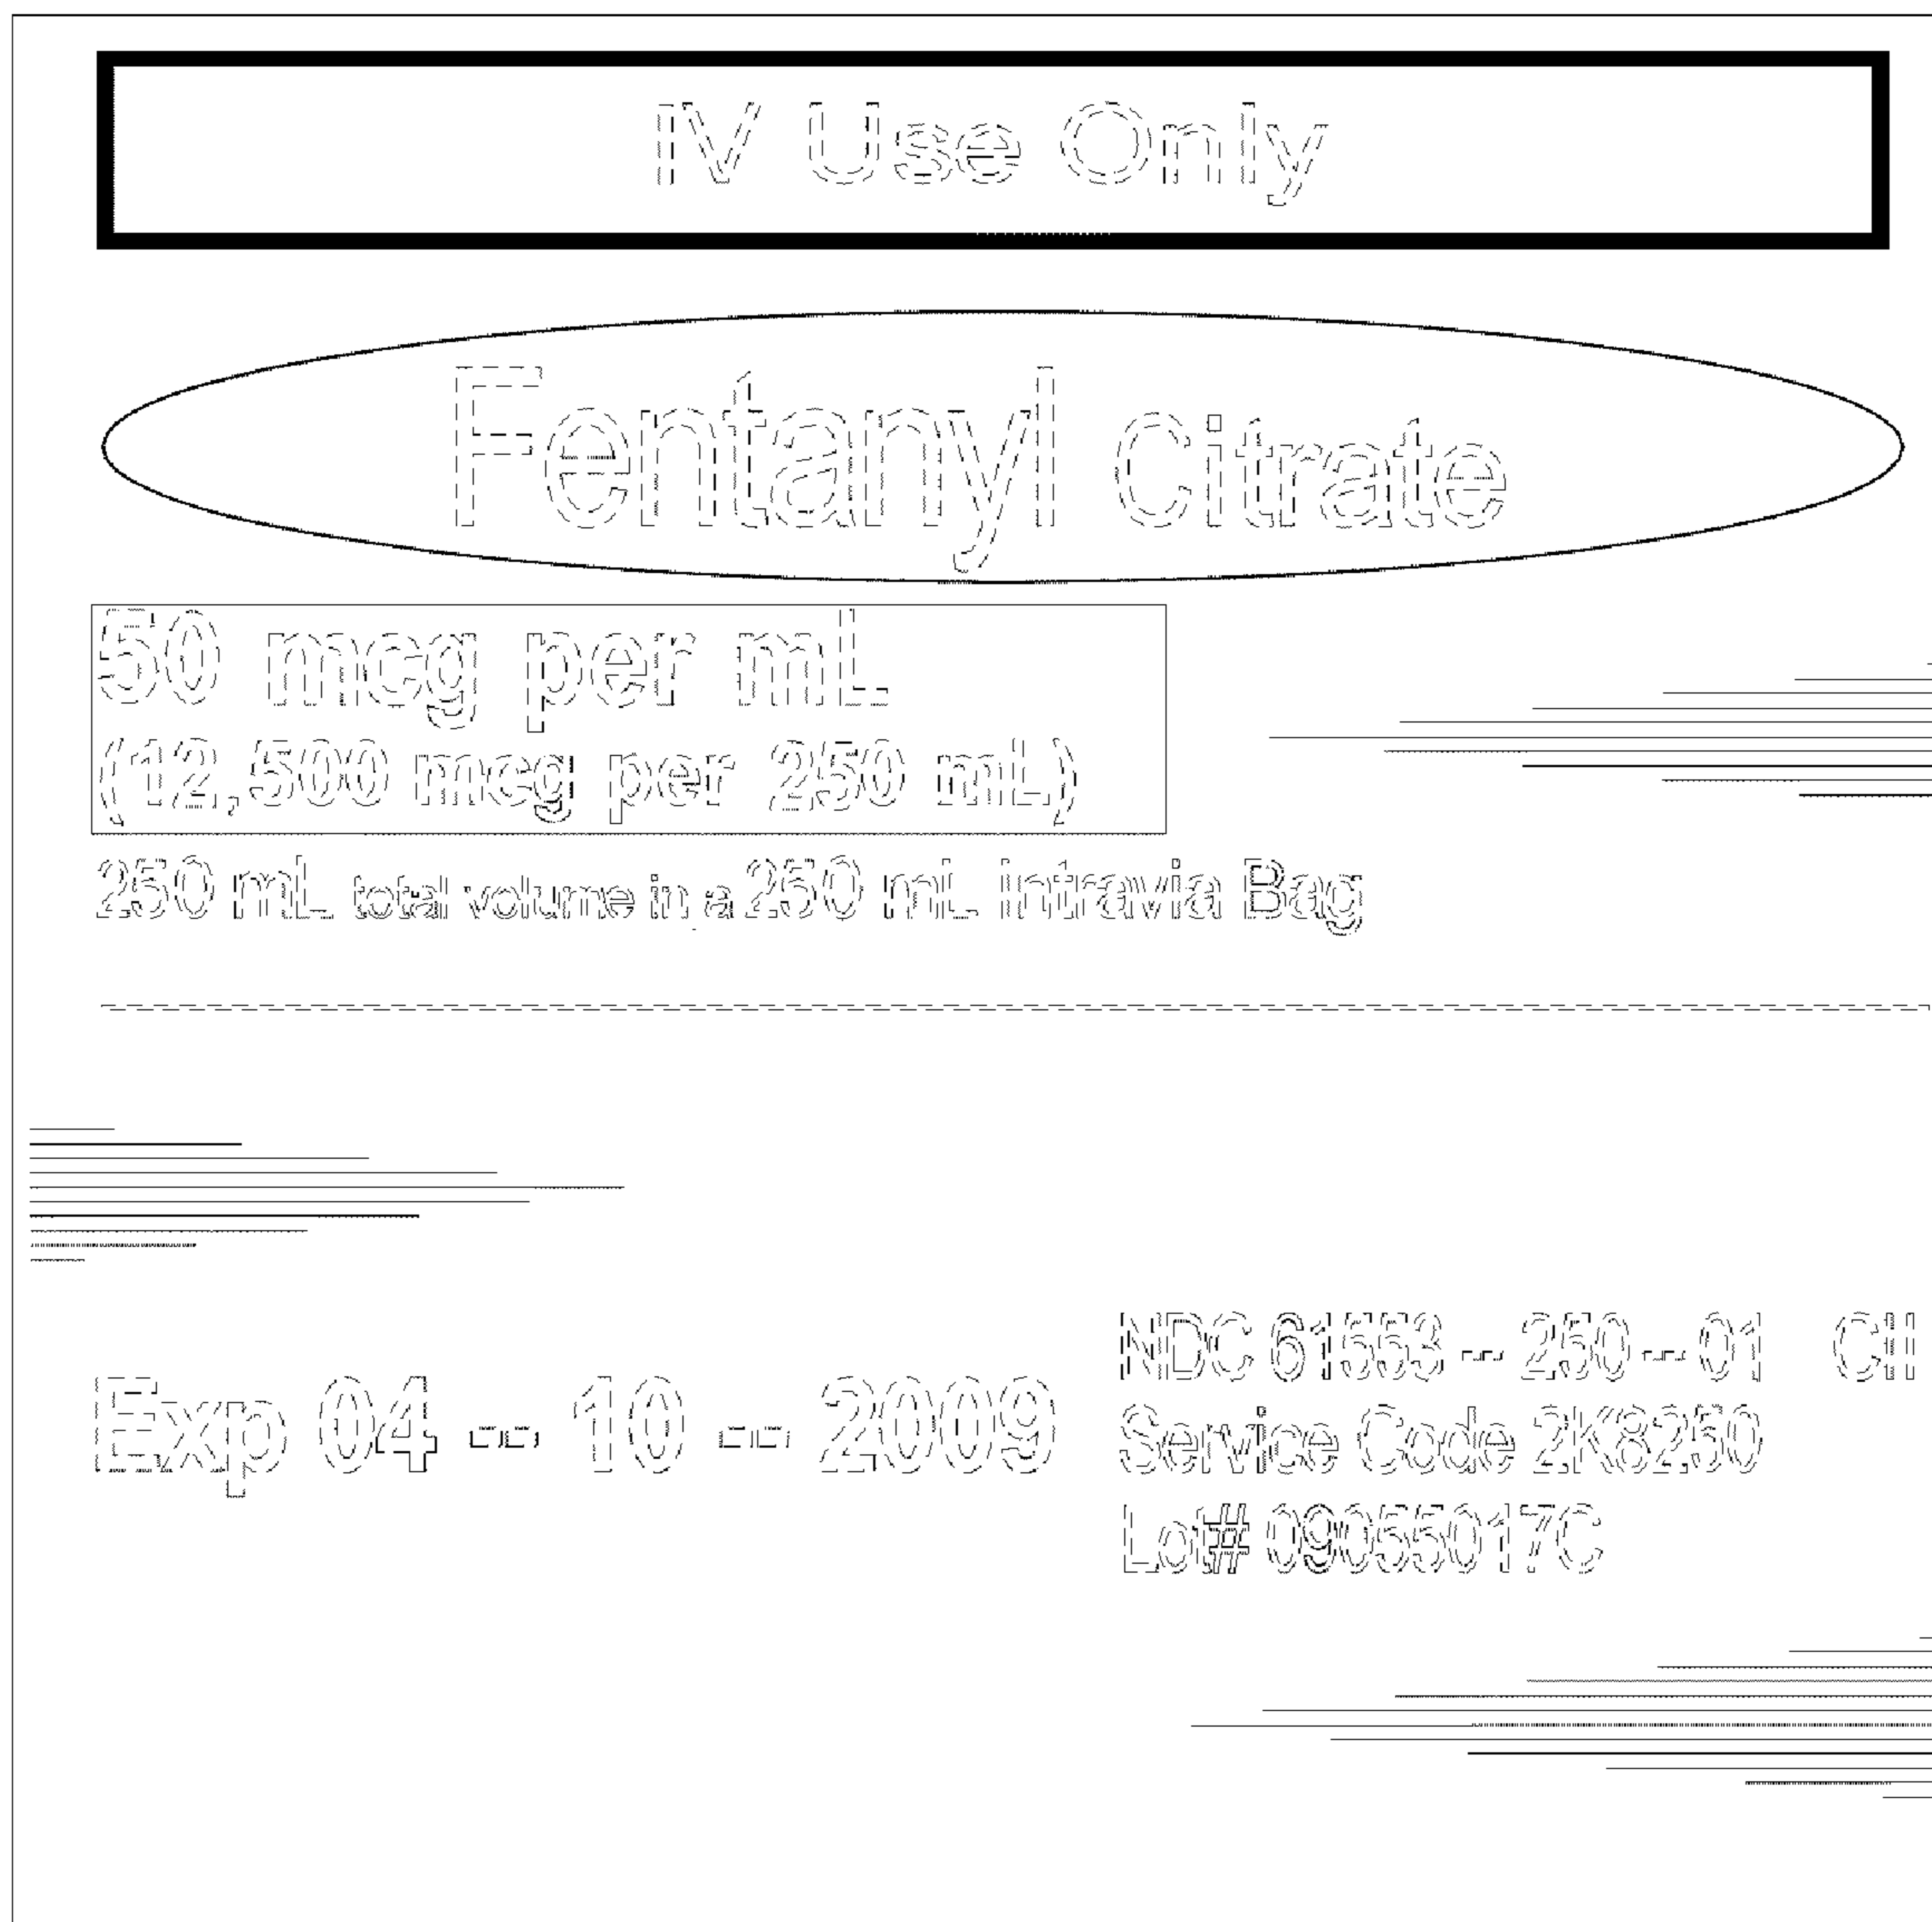 IV Use Only
Fentanyl Citrate
50 mcg per mL
(12,500 mcg per 250 mL)
250 mL total volume in a 250 mL intravia Bag
Exp 04 -- 10 -- 2009
NDC 61553 -- 250 -- 01 CII
Service Code 2K8250
Lot# 09055017C